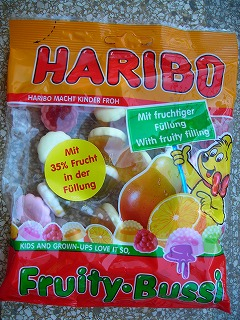 HARIBO
HARIBO MACHT KINDER FROH
Mit fruchtiger
Füllung
With fruity filling
Mit
35% Frucht
in der
Füllung
KIDS AND GROWN-UPS LOVE IT SO,
Fruity-Bussi